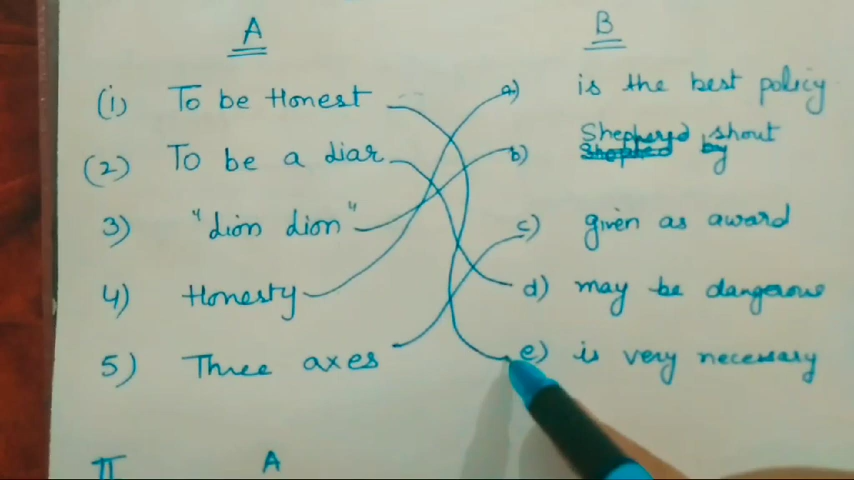 A B
(1) To be Honest a) is the best policy
Shepherd shout
(2) To be a liar b) by
3) "Lion Lion" c) given as award
4) Honesty d) may be dangerous
5) Three axes e) is very necessary
II A